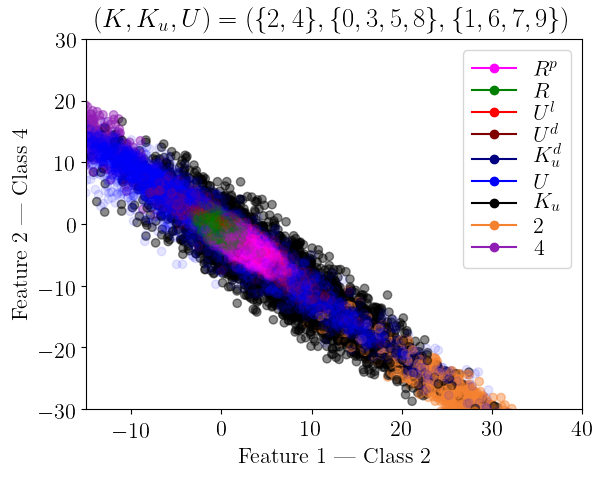 (K, K_u, U) = ({2, 4}, {0, 3, 5, 8}, {1, 6, 7, 9})
30
20
10
0
−10
−20
−30
Feature 2 — Class 4
R^p
R
U^l
U^d
K_u^d
U
K_u
2
4
−10
0
10
20
30
40
Feature 1 — Class 2